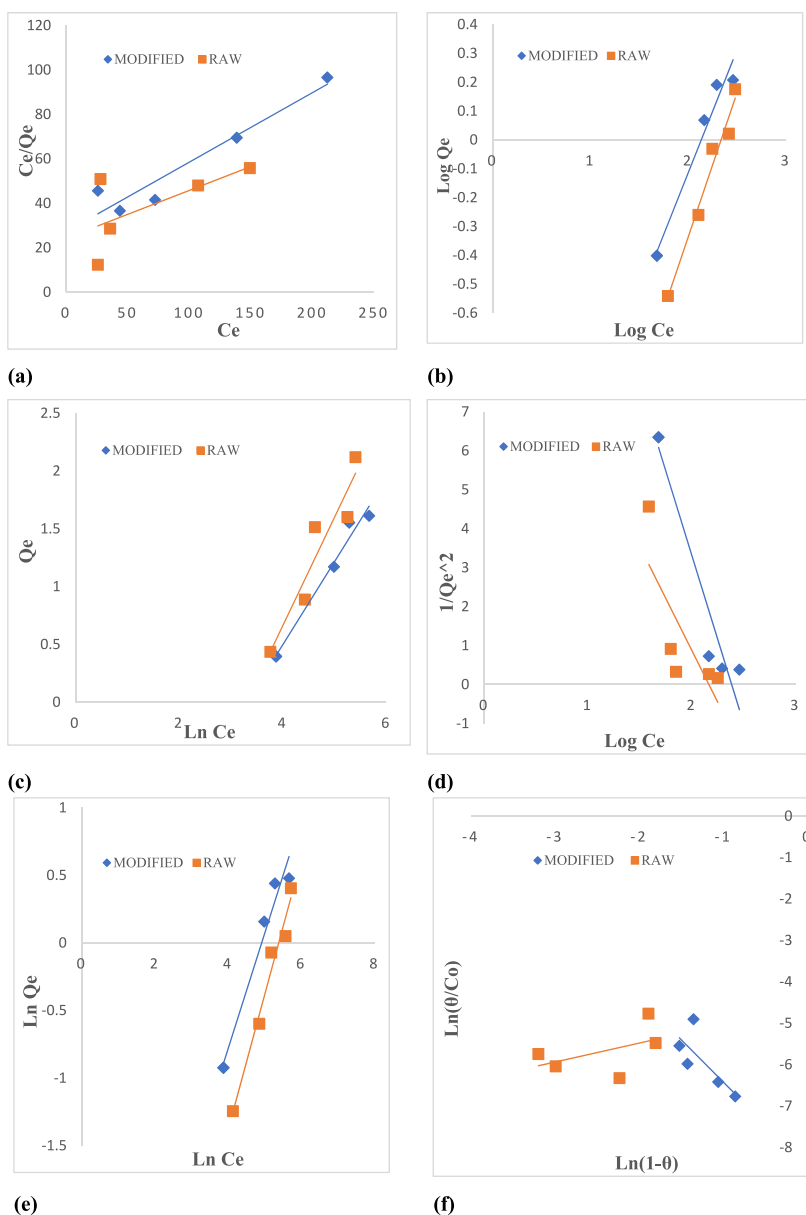 120
100
80
60
40
20
0
MODIFIED RAW
Ce/Qe
0 50 100 150 200 250
Ce
(a)
0.4
0.3
0.2
0.1
0
-0.1
-0.2
-0.3
-0.4
-0.5
-0.6
MODIFIED RAW
Log Qe
0 1 2 3
Log Ce
(b)
2.5
2
1.5
1
0.5
0
MODIFIED RAW
Qe
0 2 4 6
Ln Ce
(c)
7
6
5
4
3
2
1
0
-1
MODIFIED RAW
1/Qe^2
0 1 2 3
Log Ce
(d)
1
0.5
0
-0.5
-1
-1.5
MODIFIED RAW
Ln Qe
0 2 4 6 8
Ln Ce
(e)
-4 -3 -2 -1 0
0
-1
-2
-3
-4
-5
-6
-7
-8
MODIFIED RAW
Ln(θ/Co)
Ln(1-θ)
(f)